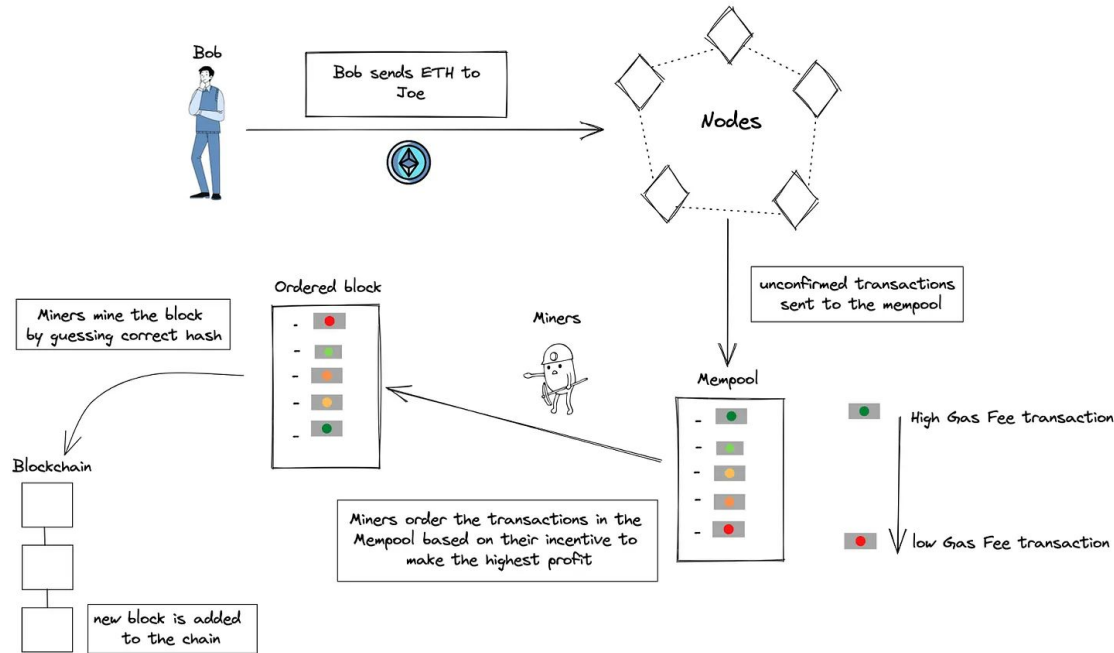 Bob
Bob sends ETH to
Joe
Nodes
unconfirmed transactions
sent to the mempool
Ordered block
Miners mine the block
by guessing correct hash
Miners
Mempool
High Gas Fee transaction
Blockchain
Miners order the transactions in the
Mempool based on their incentive to
make the highest profit
low Gas Fee transaction
new block is added
to the chain